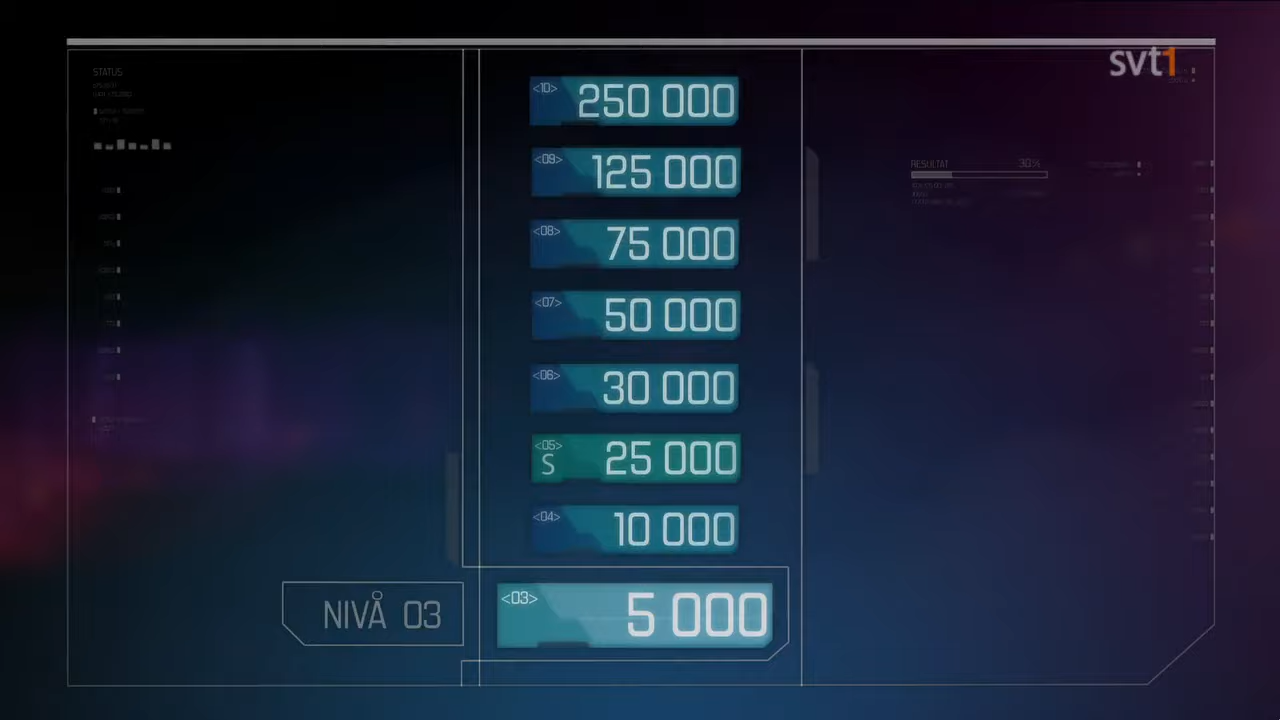 STATUS:
svt1
<10> 250 000
<09> 125 000
RESULTAT 30%
<08> 75 000
<07> 50 000
<06> 30 000
<05> S 25 000
<04> 10 000
NIVÅ 03 <03> 5 000